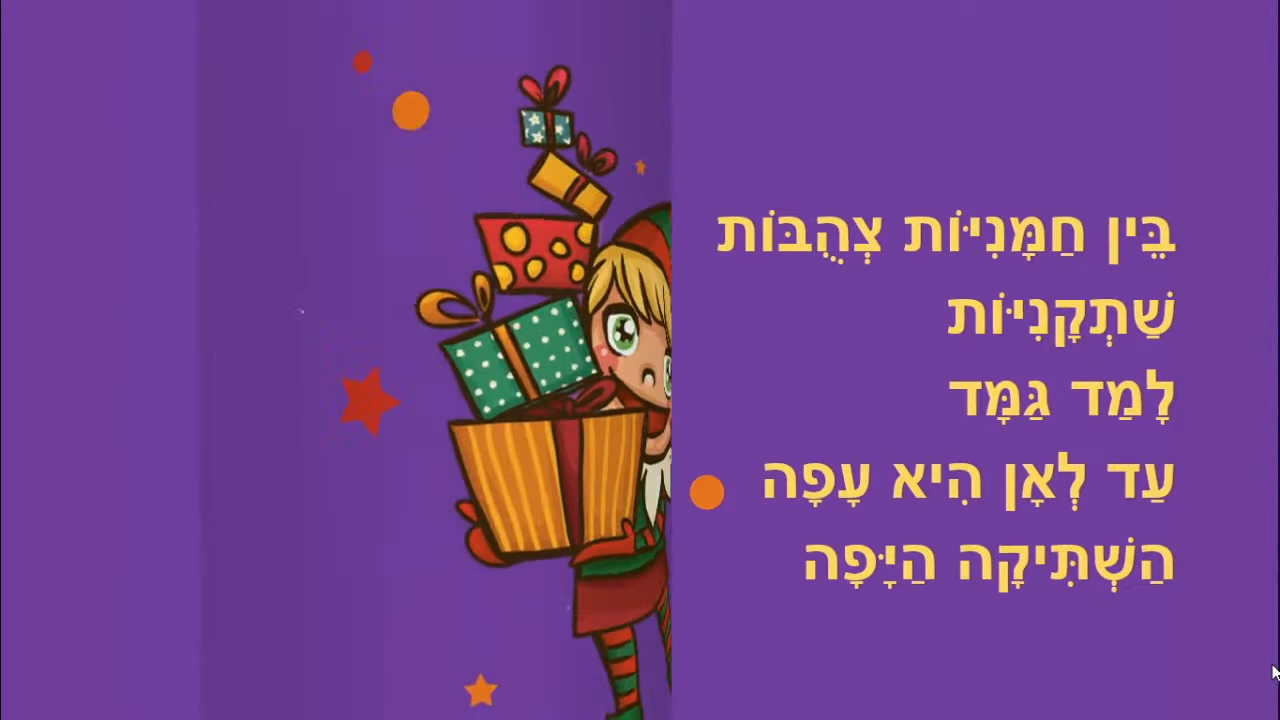 בֵּין חַמָּנִיּוֹת צְהֻבּוֹת
שַׁתְקָנִיּוֹת
לָמַד גַּמָּד
עַד לְאָן הִיא עָפָה
הַשְׁתִּיקָה הַיָּפָה